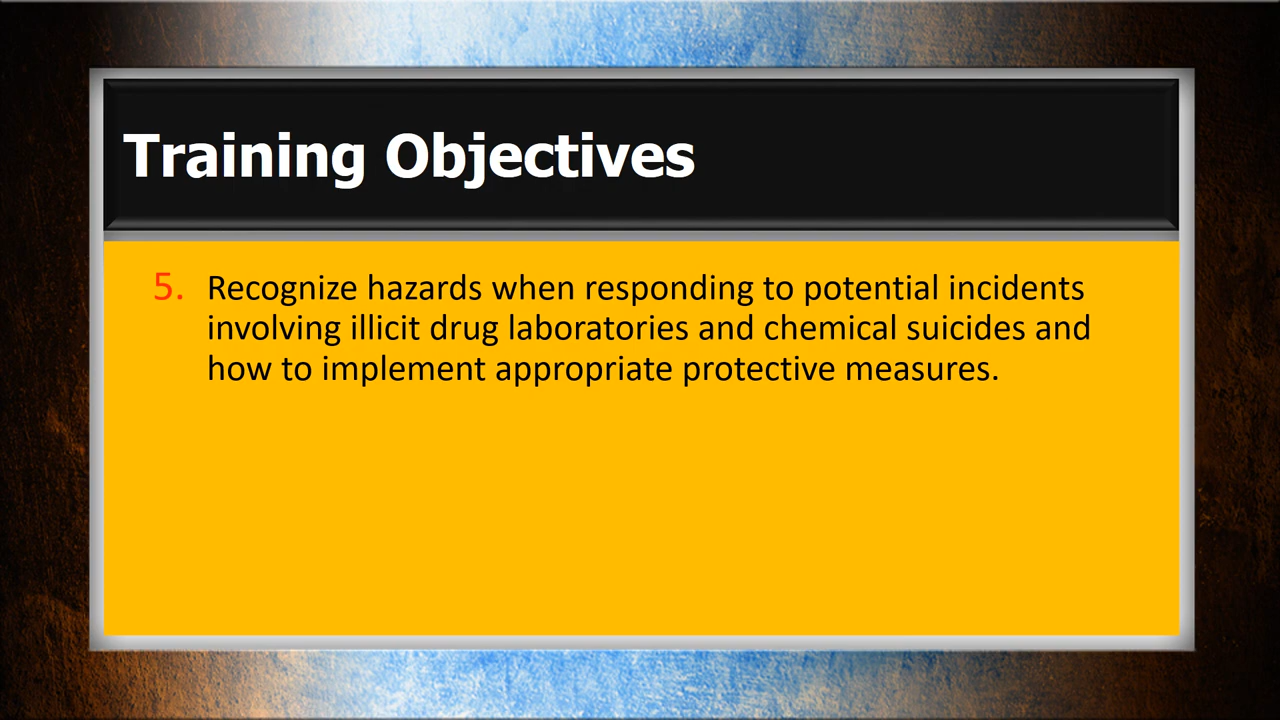 Training Objectives
5. Recognize hazards when responding to potential incidents
involving illicit drug laboratories and chemical suicides and
how to implement appropriate protective measures.